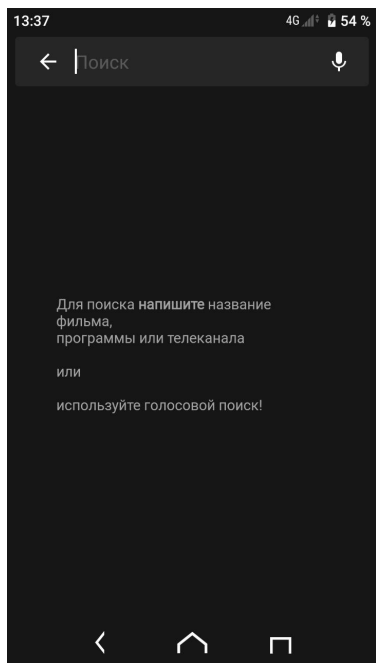 13:37 4G 54 %
Поиск
Для поиска напишите название
фильма,
программы или телеканала
или
используйте голосовой поиск!